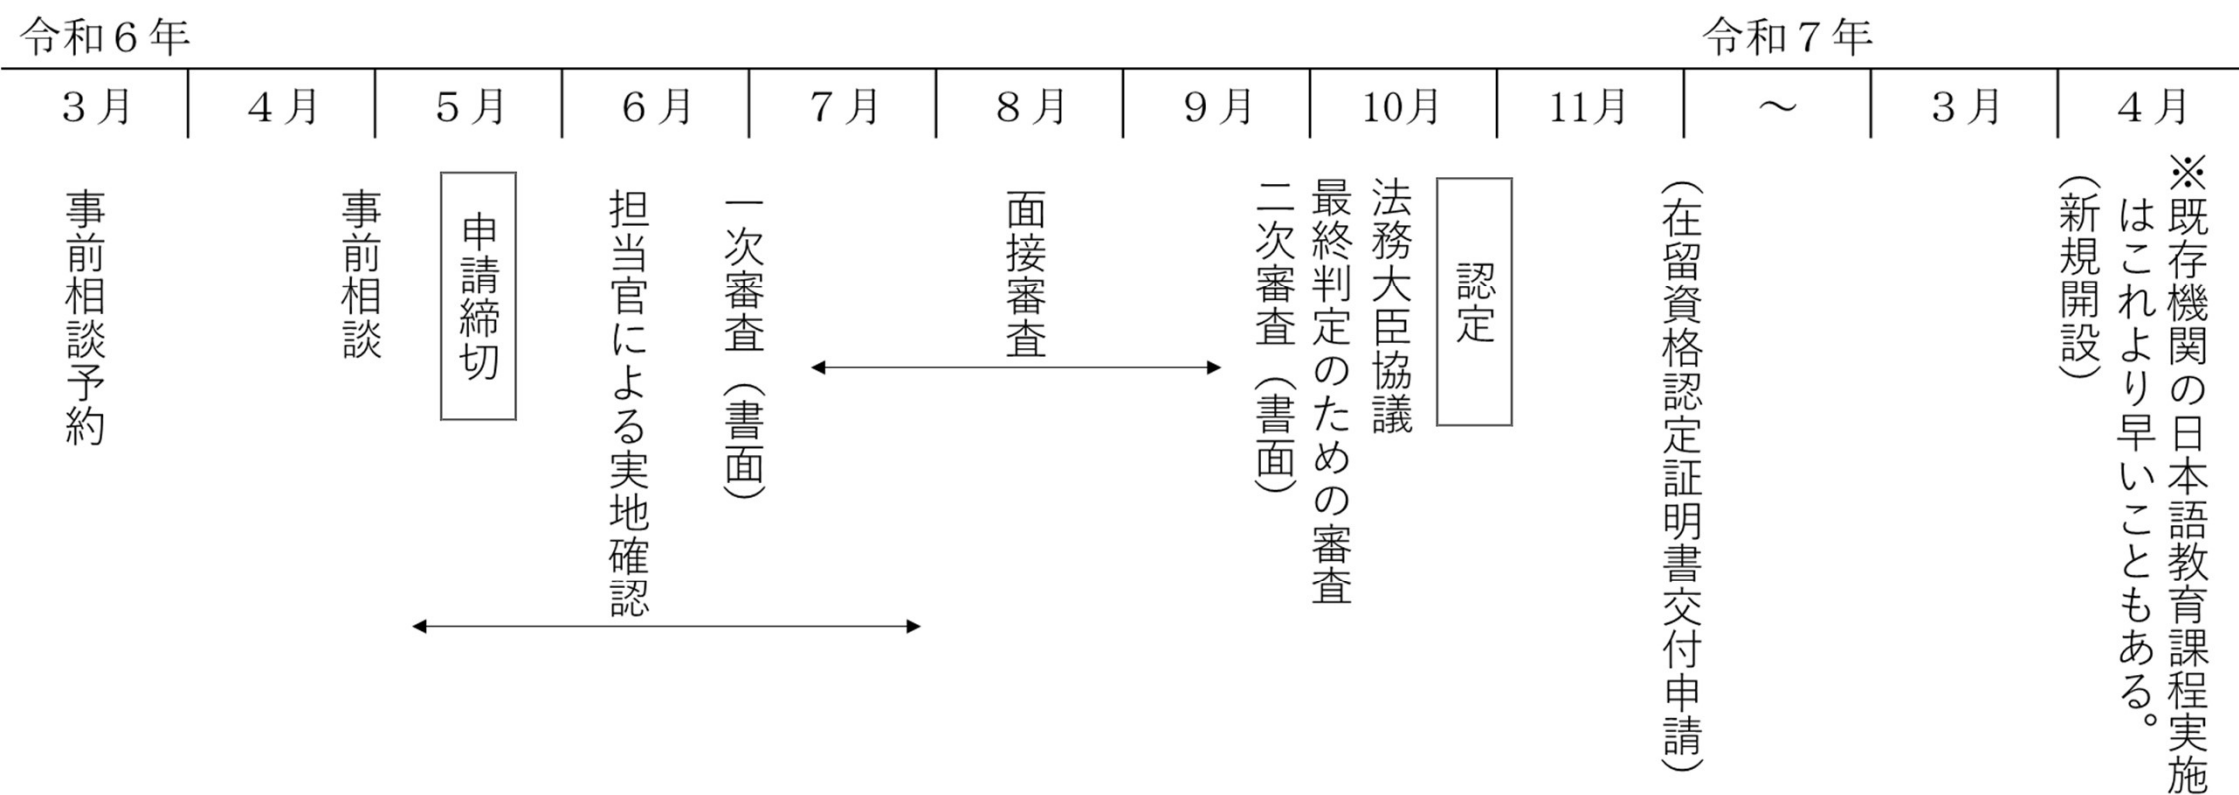 令和６年
令和７年
３月
４月
５月
６月
７月
８月
９月
10月
11月
～
３月
４月
事前相談予約
事前相談
申請締切
担当官による実地確認
一次審査（書面）
面接審査
二次審査（書面）
最終判定のための審査
法務大臣協議
認定
（在留資格認定証明書交付申請）
（新規開設）
※既存機関の日本語教育課程実施
はこれより早いこともある。